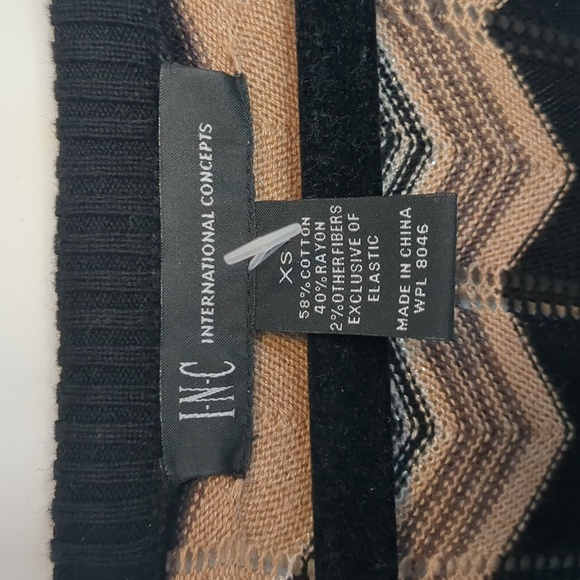 I·N·C INTERNATIONAL CONCEPTS
XS
58% COTTON
40% RAYON
2% OTHER FIBERS
EXCLUSIVE OF
ELASTIC
MADE IN CHINA
WPL 8046